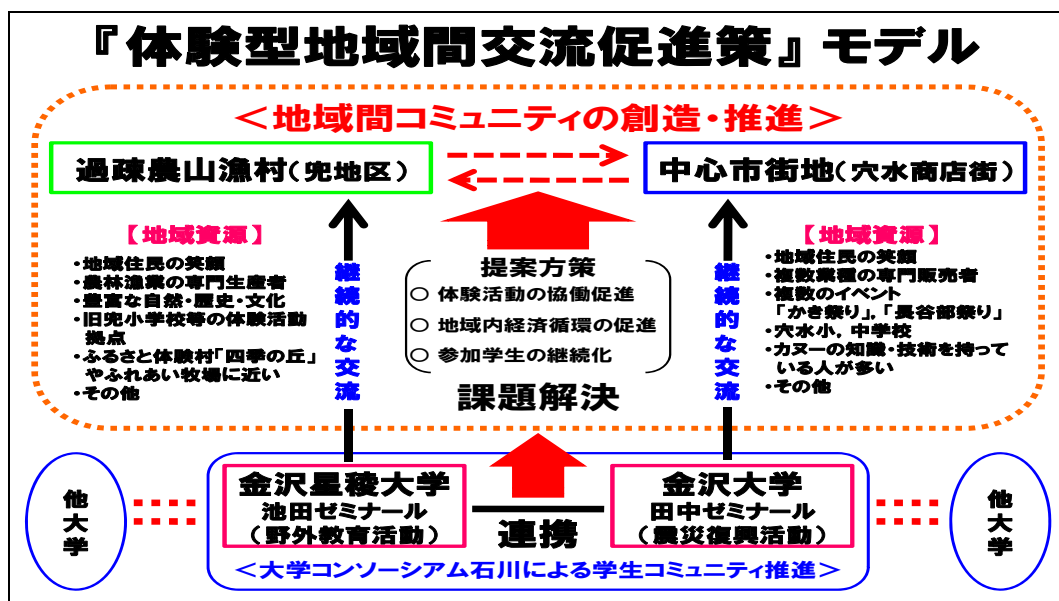 『体験型地域間交流促進策』モデル
＜地域間コミュニティの創造・推進＞
過疎農山漁村(兜地区)
中心市街地(穴水商店街)
【地域資源】
・地域住民の笑顔
・農林漁業の専門生産者
・豊富な自然・歴史・文化
・旧兜小学校等の体験活動
拠点
・ふるさと体験村「四季の丘」
やふれあい牧場に近い
・その他
継続的な交流
提案方策
○ 体験活動の協働促進
○ 地域内経済循環の促進
○ 参加学生の継続化
課題解決
継続的な交流
【地域資源】
・地域住民の笑顔
・複数業種の専門販売者
・複数のイベント
「かき祭り」,「長谷部祭り」
・穴水小, 中学校
・カヌーの知識・技術を持って
いる人が多い
・その他
他大学
金沢星稜大学
池田ゼミナール
(野外教育活動)
連携
金沢大学
田中ゼミナール
(震災復興活動)
他大学
＜大学コンソーシアム石川による学生コミュニティ推進＞